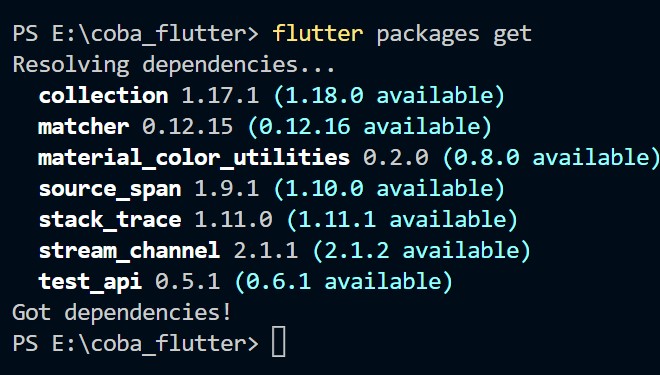 PS E:\coba_flutter> flutter packages get
Resolving dependencies...
collection 1.17.1 (1.18.0 available)
matcher 0.12.15 (0.12.16 available)
material_color_utilities 0.2.0 (0.8.0 available)
source_span 1.9.1 (1.10.0 available)
stack_trace 1.11.0 (1.11.1 available)
stream_channel 2.1.1 (2.1.2 available)
test_api 0.5.1 (0.6.1 available)
Got dependencies!
PS E:\coba_flutter>